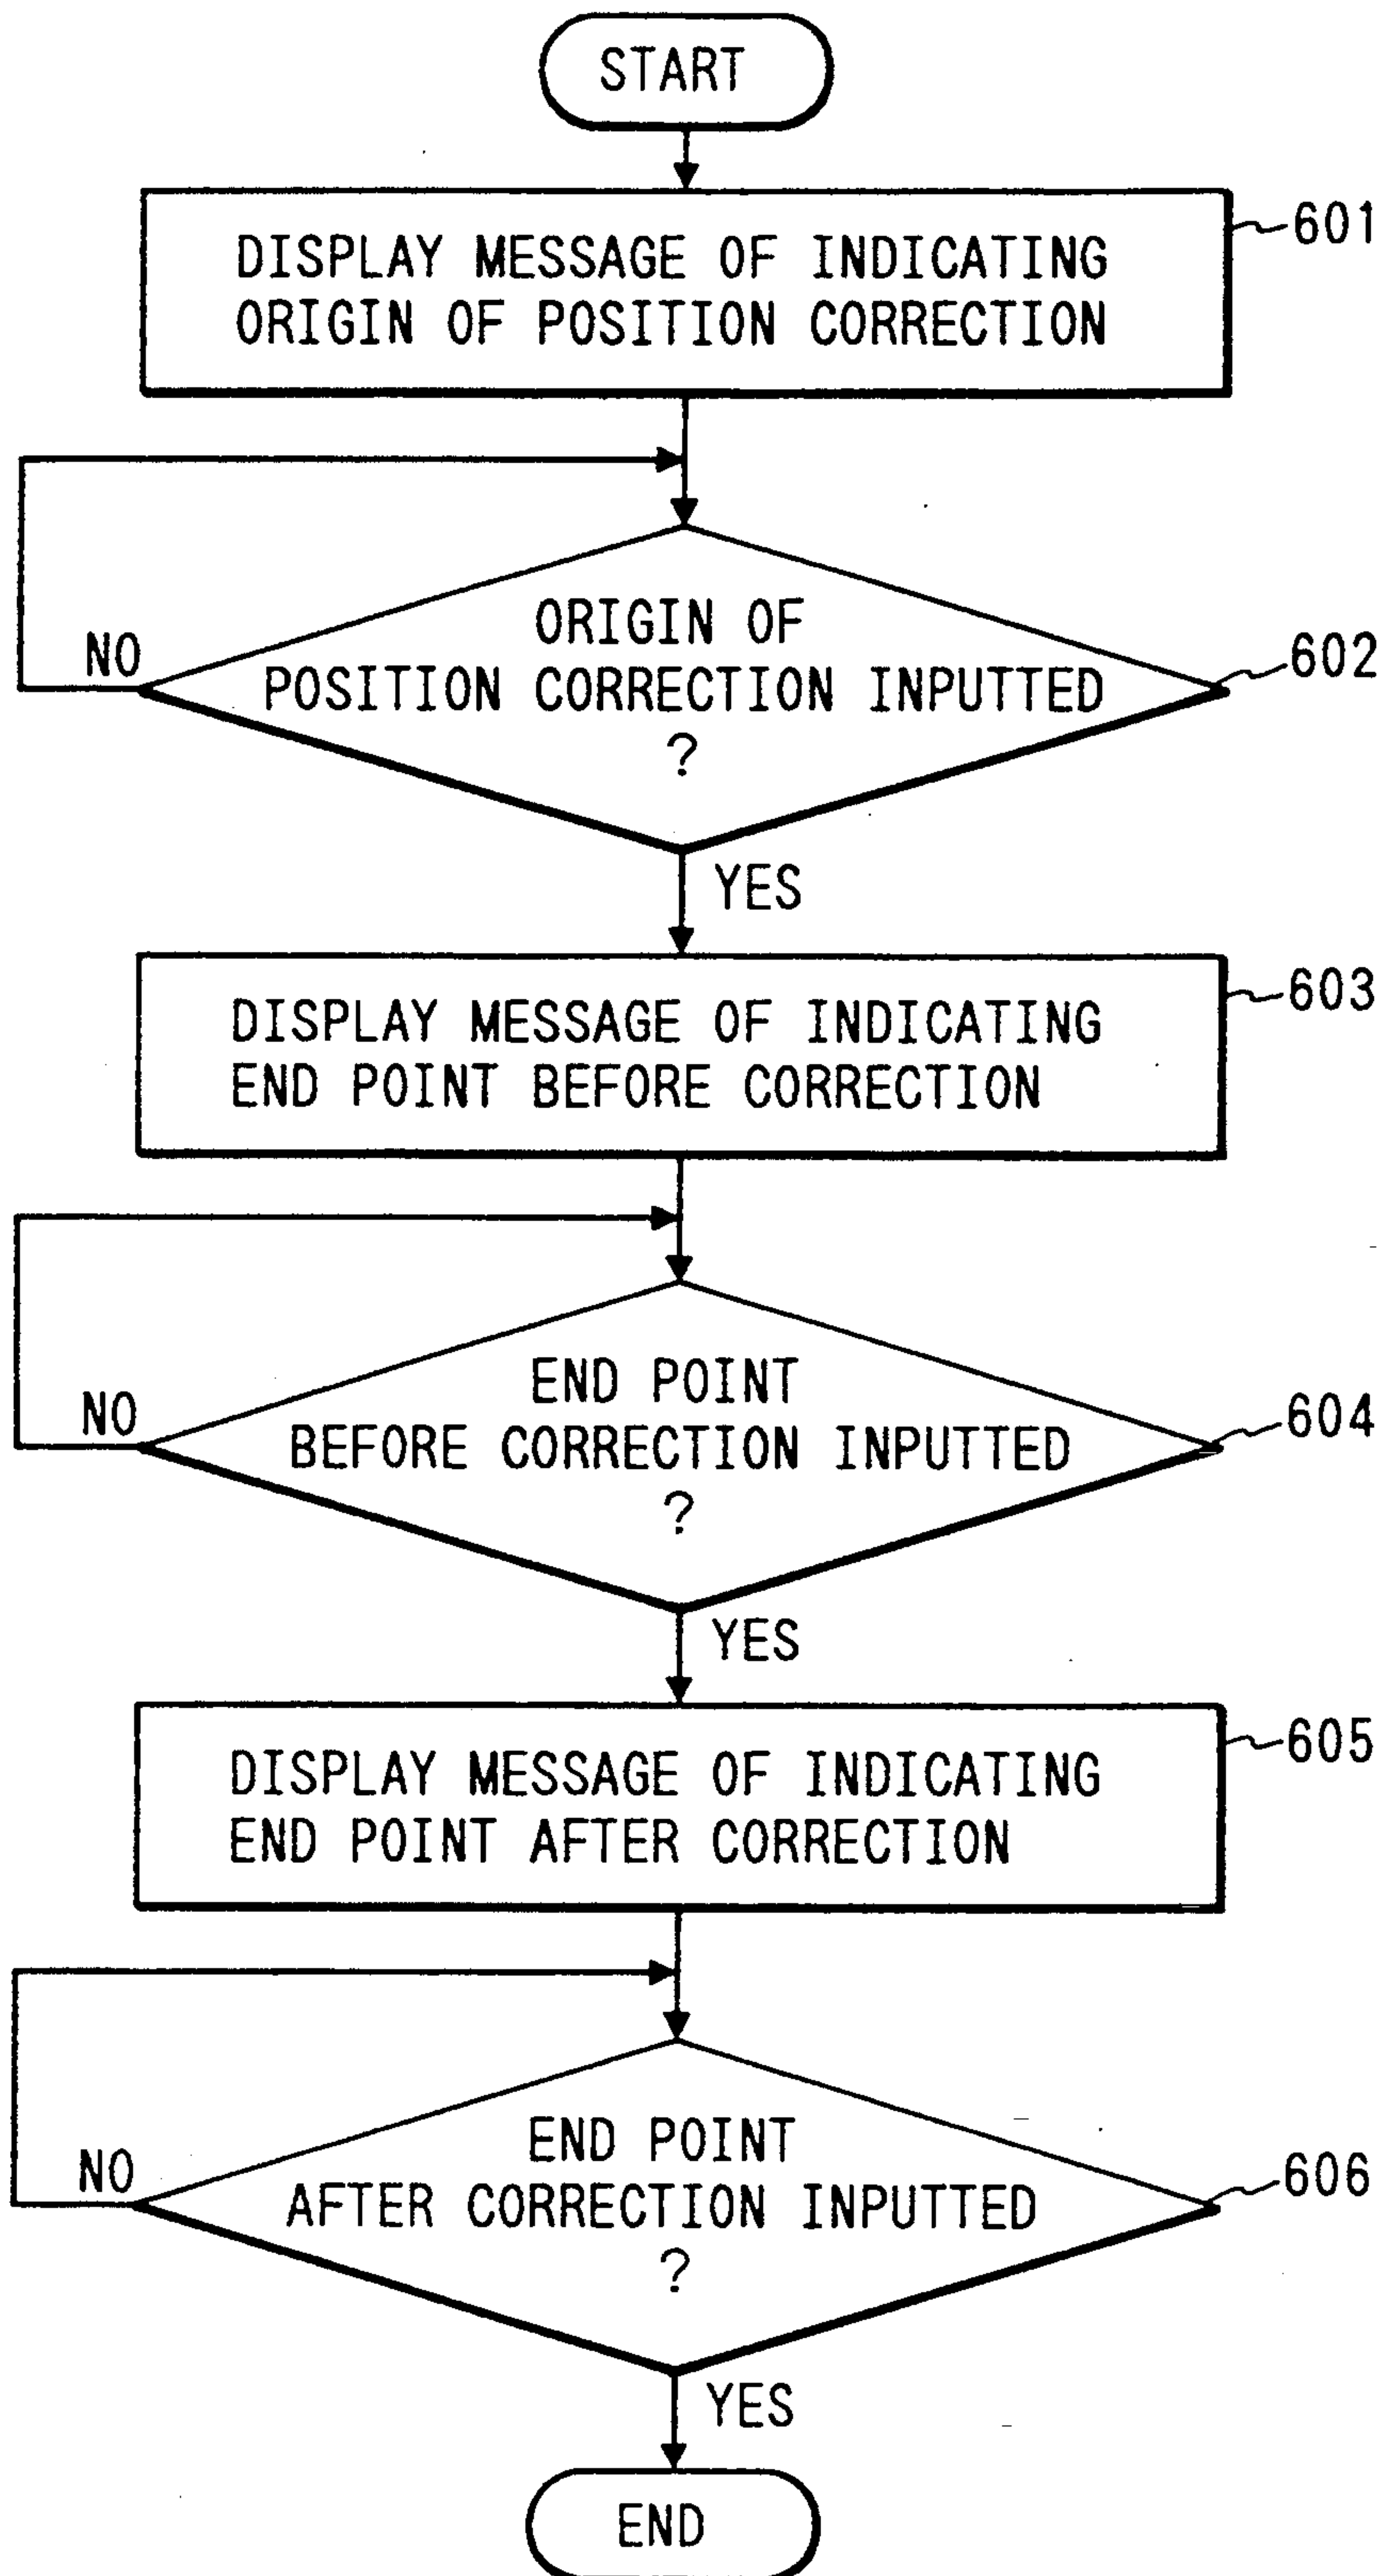 START
DISPLAY MESSAGE OF INDICATING
ORIGIN OF POSITION CORRECTION
601
ORIGIN OF
POSITION CORRECTION INPUTTED
?
602
NO
YES
DISPLAY MESSAGE OF INDICATING
END POINT BEFORE CORRECTION
603
END POINT
BEFORE CORRECTION INPUTTED
?
604
NO
YES
DISPLAY MESSAGE OF INDICATING
END POINT AFTER CORRECTION
605
END POINT
AFTER CORRECTION INPUTTED
?
606
NO
YES
END